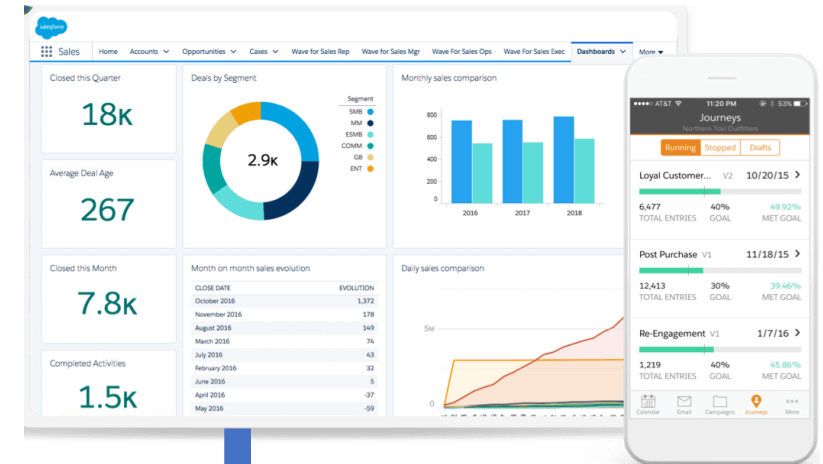 salesforce
Sales Home Accounts Opportunities Cases Wave for Sales Rep Wave for Sales Mgr Wave For Sales Ops Wave For Sales Exec Dashboards More
Closed this Quarter
18K
Average Deal Age
267
Closed this Month
7.8K
Completed Activities
1.5K
Deals by Segment
Segment
SMB
MM
ESMB
COMM
GB
ENT
2.9K
Monthly sales comparison
800
600
400
200
0
2016 2017 2018
Month on month sales evolution
CLOSE DATE EVOLUTION
October 2016 1,372
November 2016 178
August 2016 149
March 2016 74
July 2016 43
February 2016 32
June 2016 5
April 2016 -37
May 2016 -59
Daily sales comparison
5M
0
AT&T 11:20 PM 53%
Journeys
Northern Trail Outfitters
Running Stopped Drafts
Loyal Customer... V2 10/20/15
6,477 40% 49.92%
TOTAL ENTRIES GOAL MET GOAL
Post Purchase V1 11/18/15
12,413 30% 39.46%
TOTAL ENTRIES GOAL MET GOAL
Re-Engagement V1 1/7/16
1,219 40% 45.86%
TOTAL ENTRIES GOAL MET GOAL
Calendar Email Campaigns Journeys More